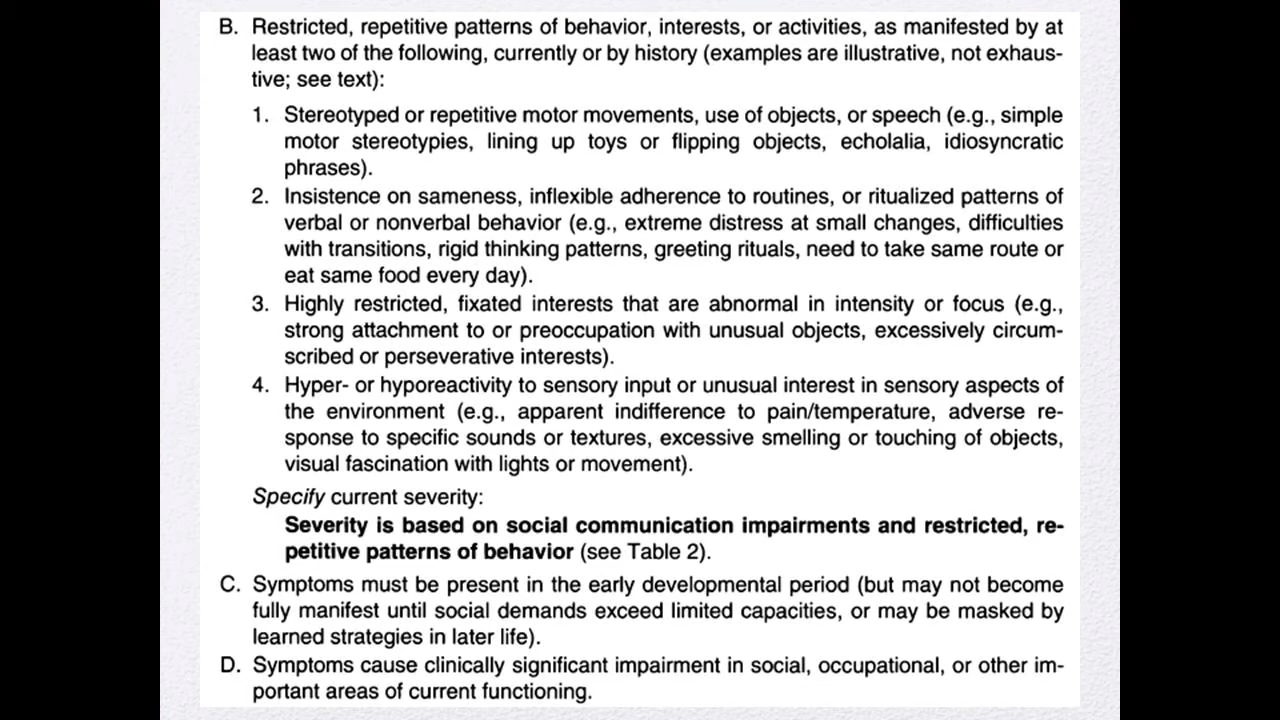 B. Restricted, repetitive patterns of behavior, interests, or activities, as manifested by at
least two of the following, currently or by history (examples are illustrative, not exhaus-
tive; see text):
1. Stereotyped or repetitive motor movements, use of objects, or speech (e.g., simple
motor stereotypies, lining up toys or flipping objects, echolalia, idiosyncratic
phrases).
2. Insistence on sameness, inflexible adherence to routines, or ritualized patterns of
verbal or nonverbal behavior (e.g., extreme distress at small changes, difficulties
with transitions, rigid thinking patterns, greeting rituals, need to take same route or
eat same food every day).
3. Highly restricted, fixated interests that are abnormal in intensity or focus (e.g.,
strong attachment to or preoccupation with unusual objects, excessively circum-
scribed or perseverative interests).
4. Hyper- or hyporeactivity to sensory input or unusual interest in sensory aspects of
the environment (e.g., apparent indifference to pain/temperature, adverse re-
sponse to specific sounds or textures, excessive smelling or touching of objects,
visual fascination with lights or movement).
Specify current severity:
Severity is based on social communication impairments and restricted, re-
petitive patterns of behavior (see Table 2).
C. Symptoms must be present in the early developmental period (but may not become
fully manifest until social demands exceed limited capacities, or may be masked by
learned strategies in later life).
D. Symptoms cause clinically significant impairment in social, occupational, or other im-
portant areas of current functioning.